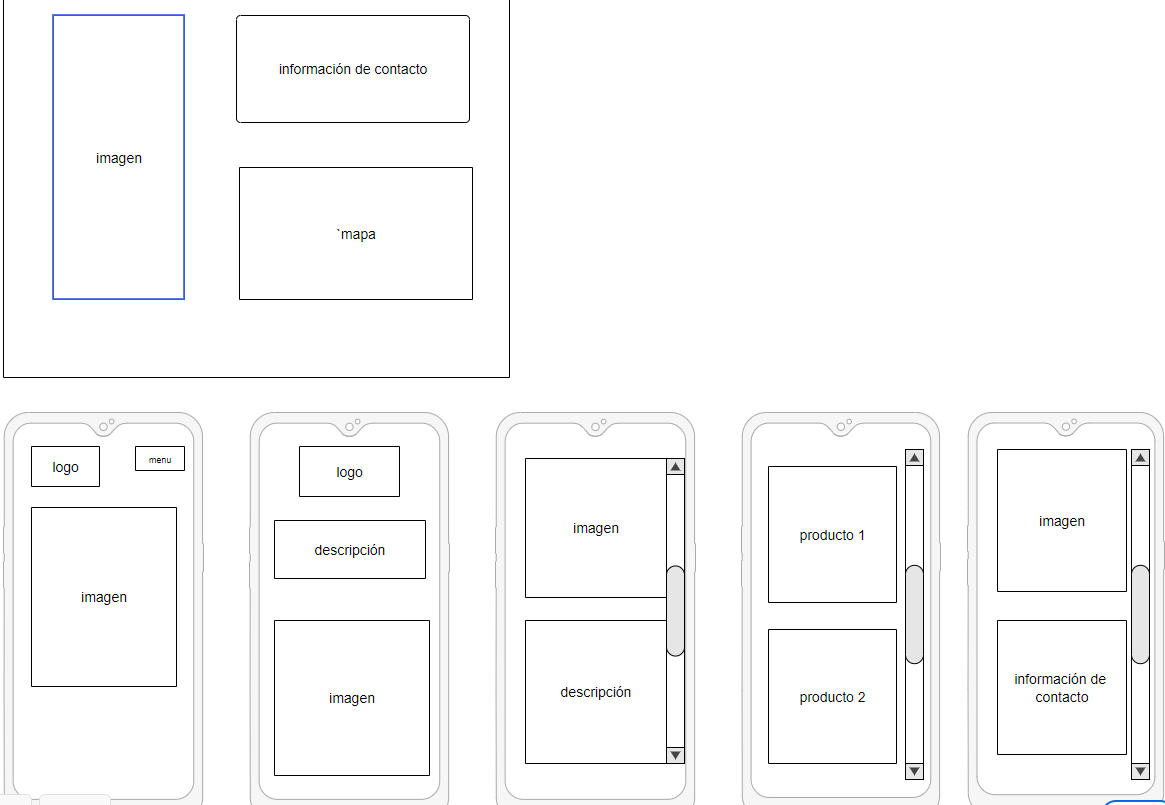 información de contacto
imagen
`mapa
logo
menu
imagen
logo
descripción
imagen
imagen
descripción
producto 1
producto 2
imagen
información de
contacto